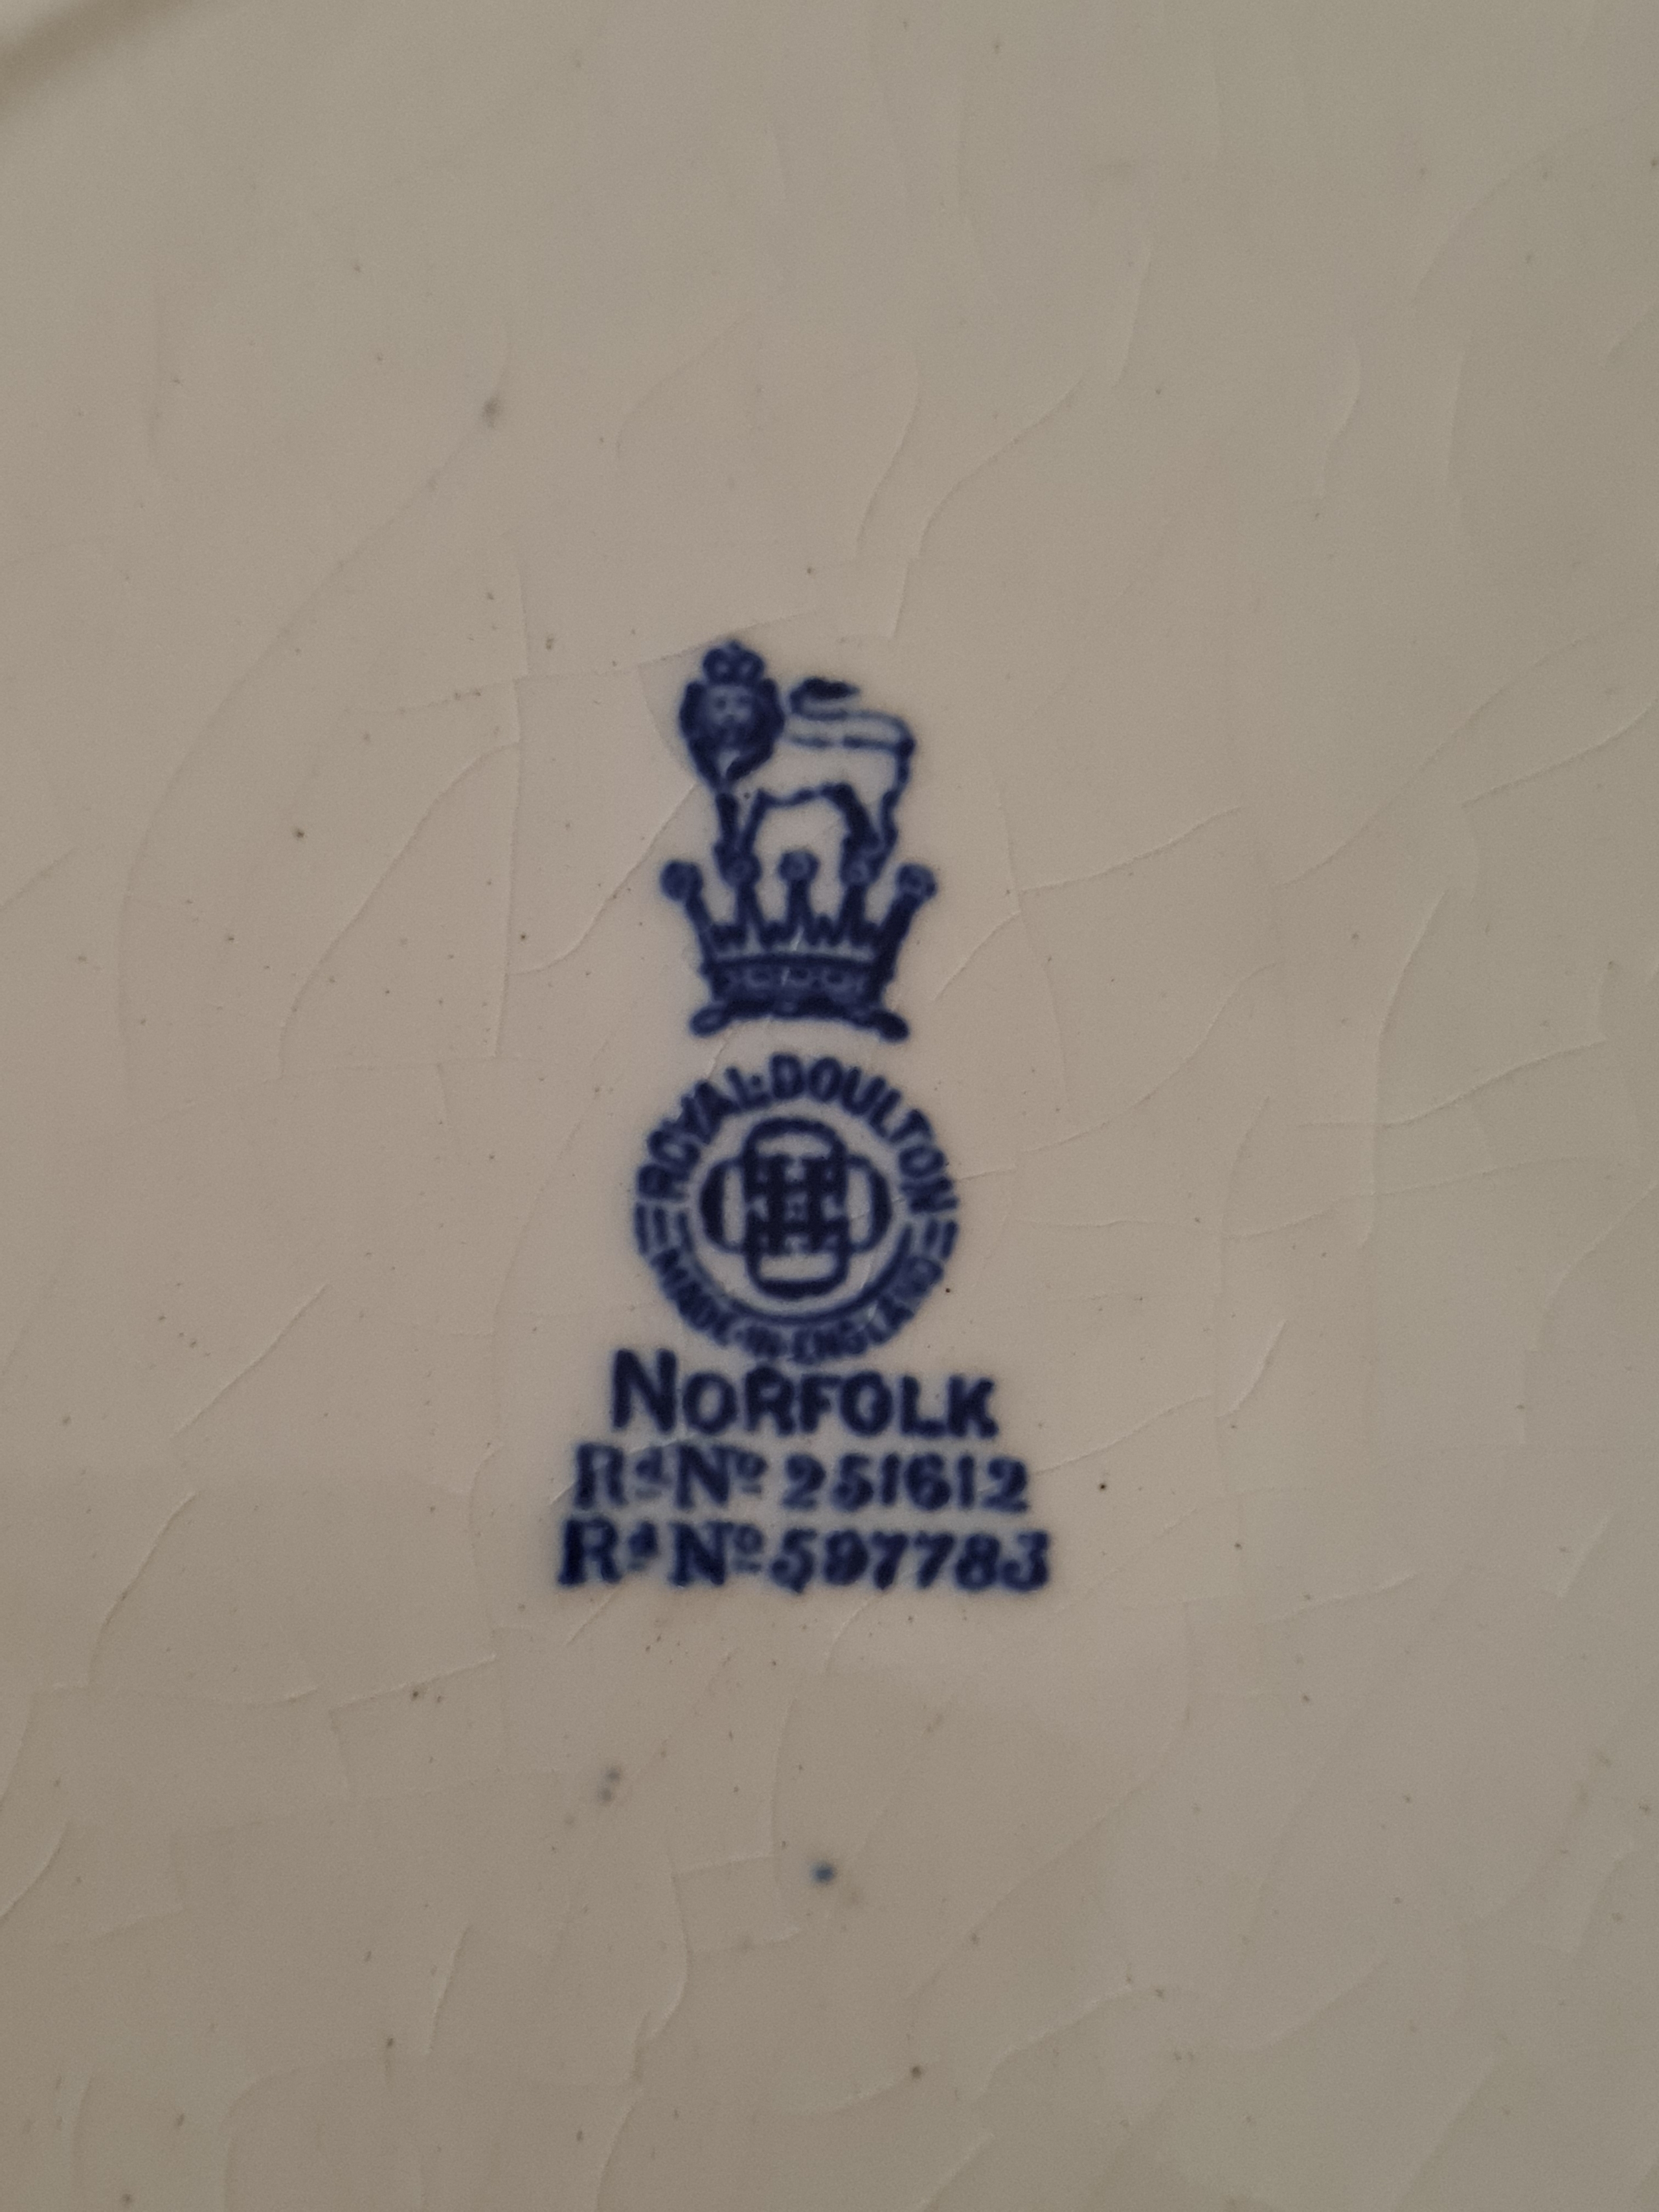 ROYAL·DOULTON
MADE·IN·ENGLAND
NORFOLK
Rd No 251612
Rd No 597783